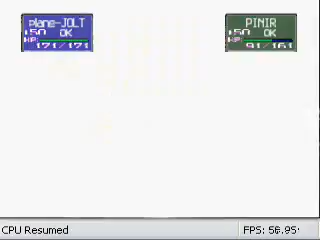 plane-JOLT
L50 OK
HP:
171/171
PINIR
L50 OK
HP:
91/161
CPU Resumed
FPS: 56.95